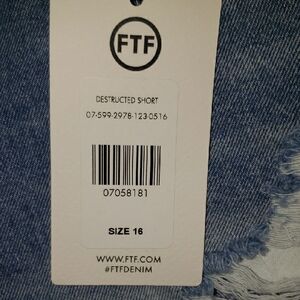 FTF
DESTRUCTED SHORT
07-599-2978-123-0516
07058181
SIZE 16
WWW.FTF.COM
#FTFDENIM